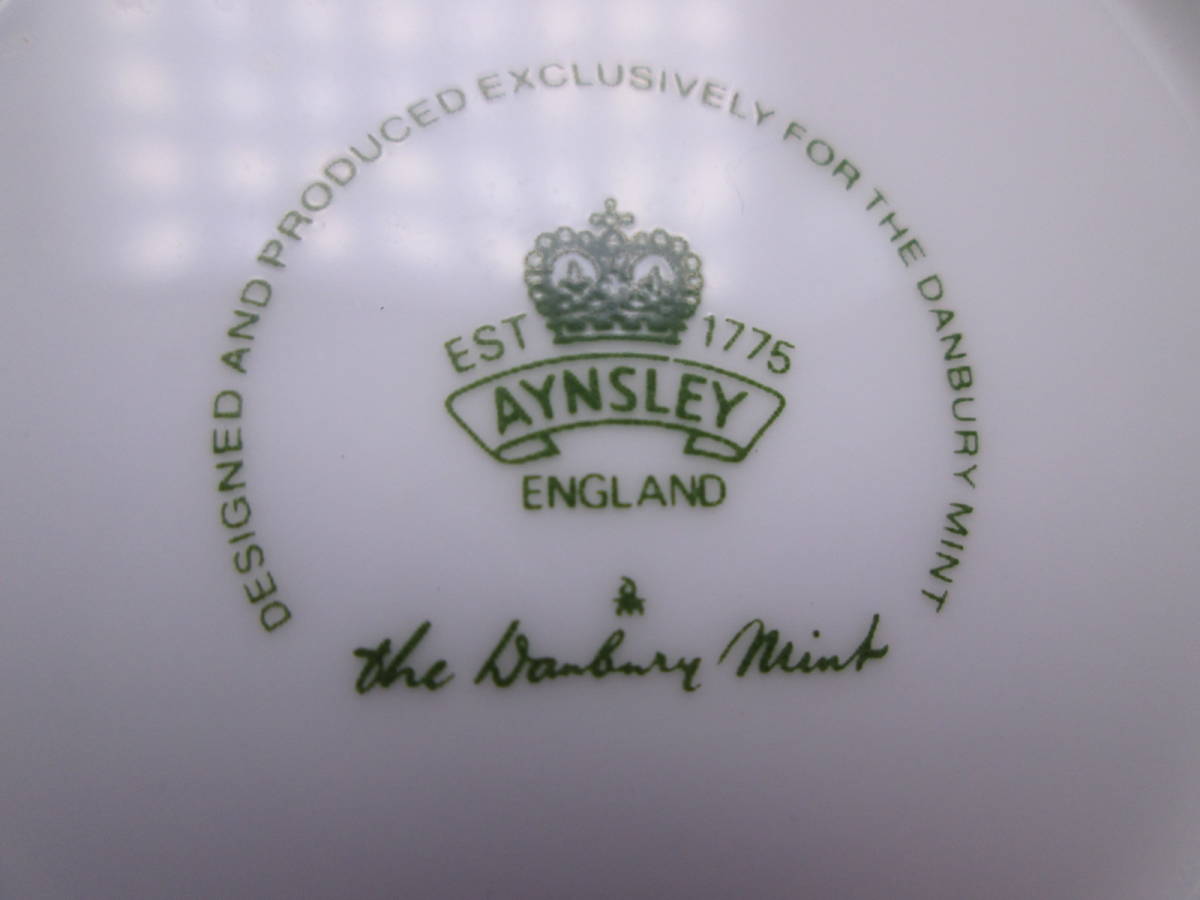 DESIGNED AND PRODUCED EXCLUSIVELY FOR THE DANBURY MINT
EST 1775
AYNSLEY
ENGLAND
the Danbury Mint